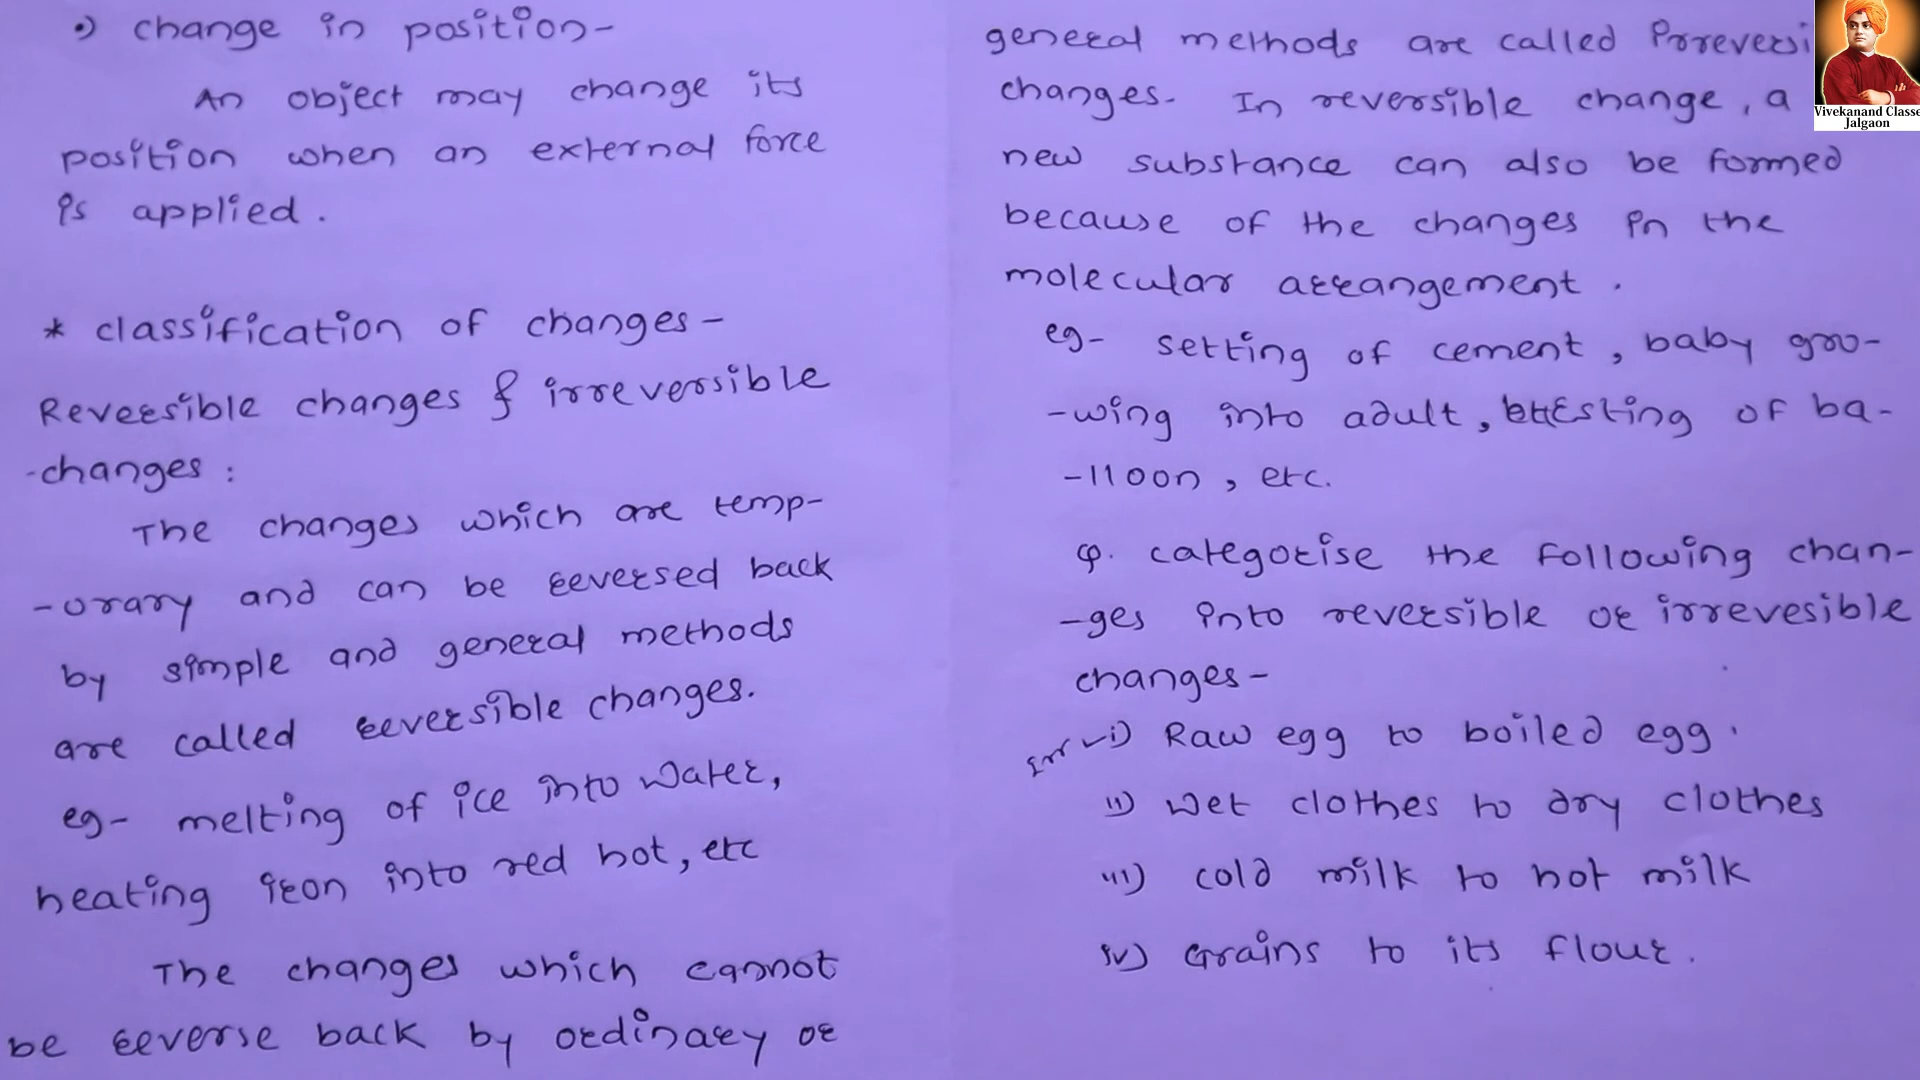 •) change in position-
An object may change its
position when an external force
is applied.
* classification of changes-
Reversible changes & irreversible
-changes:
The changes which are temp-
-orary and can be reversed back
by simple and general methods
are called reversible changes.
eg- melting of ice into water,
heating iron into red hot, etc
The changes which cannot
be reverse back by ordinary or
general methods are called irreversi
changes. In reversible change, a
new substance can also be formed
because of the changes in the
molecular arrangement.
eg- setting of cement, baby gro-
-wing into adult, of ba-
-lloon, etc.
Q. categorise the following chan-
-ges into reversible or irrevesible
changes-
Irr i) Raw egg to boiled egg.
ii) wet clothes to dry clothes
iii) cold milk to hot milk
iv) Grains to its flour.
Vivekanand Classe
Jalgaon